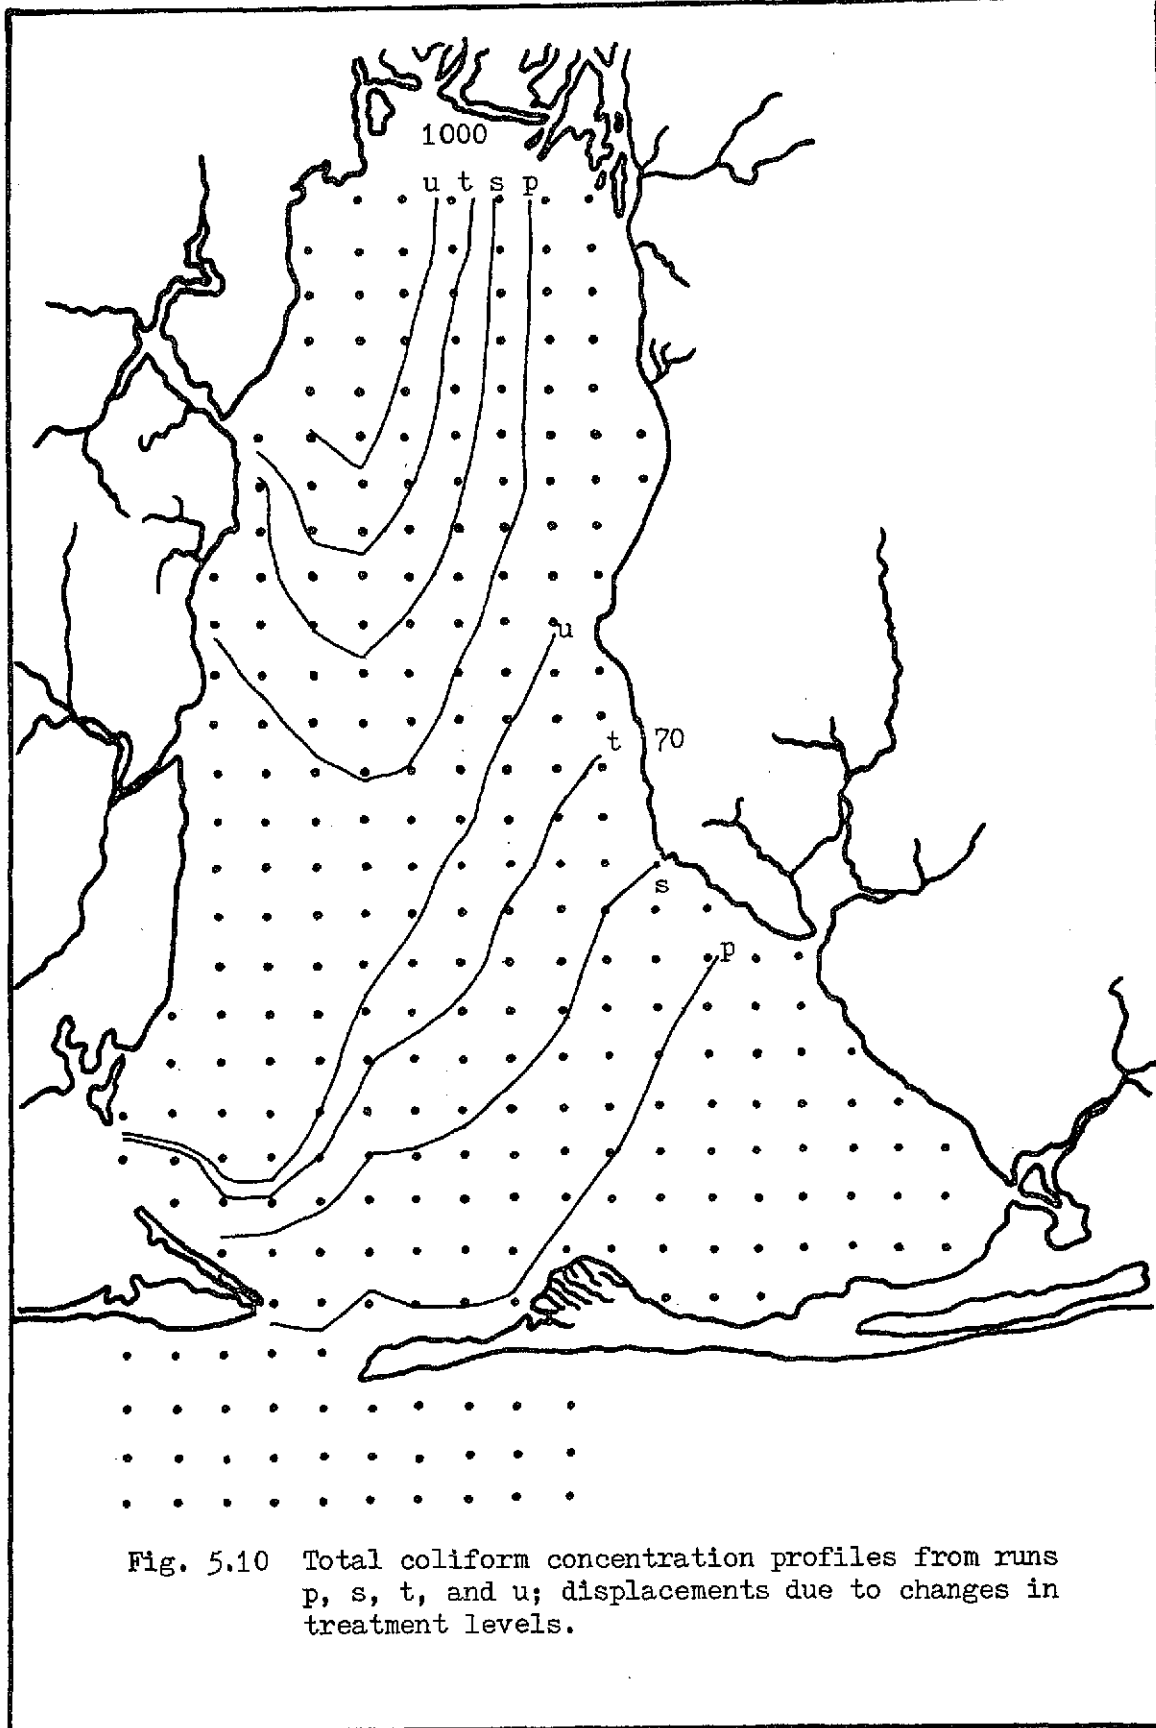 1000
u t s p
u
t 70
s
p
Fig. 5.10 Total coliform concentration profiles from runs
p, s, t, and u; displacements due to changes in
treatment levels.